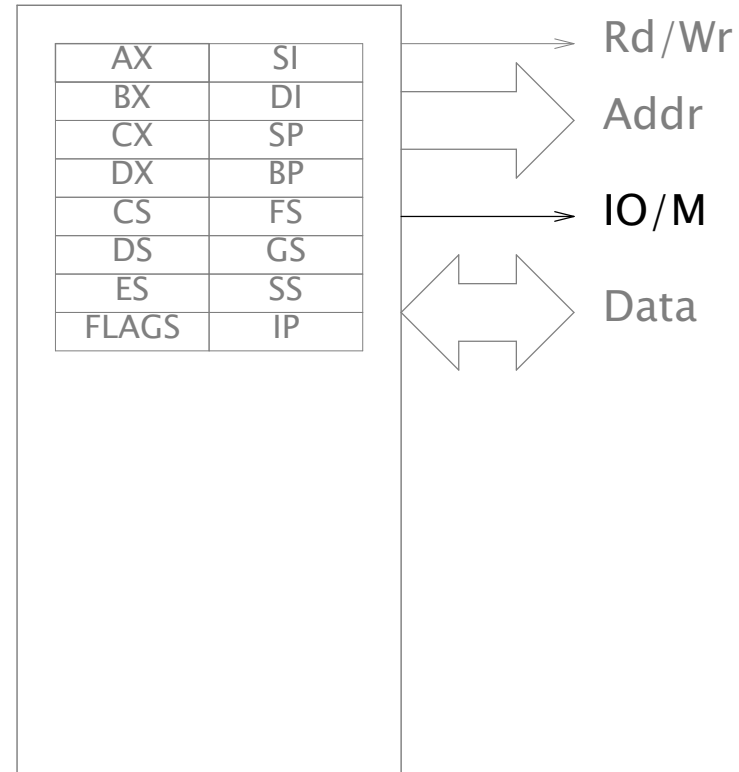 AX SI
BX DI
CX SP
DX BP
CS FS
DS GS
ES SS
FLAGS IP
Rd/Wr
Addr
IO/M
Data